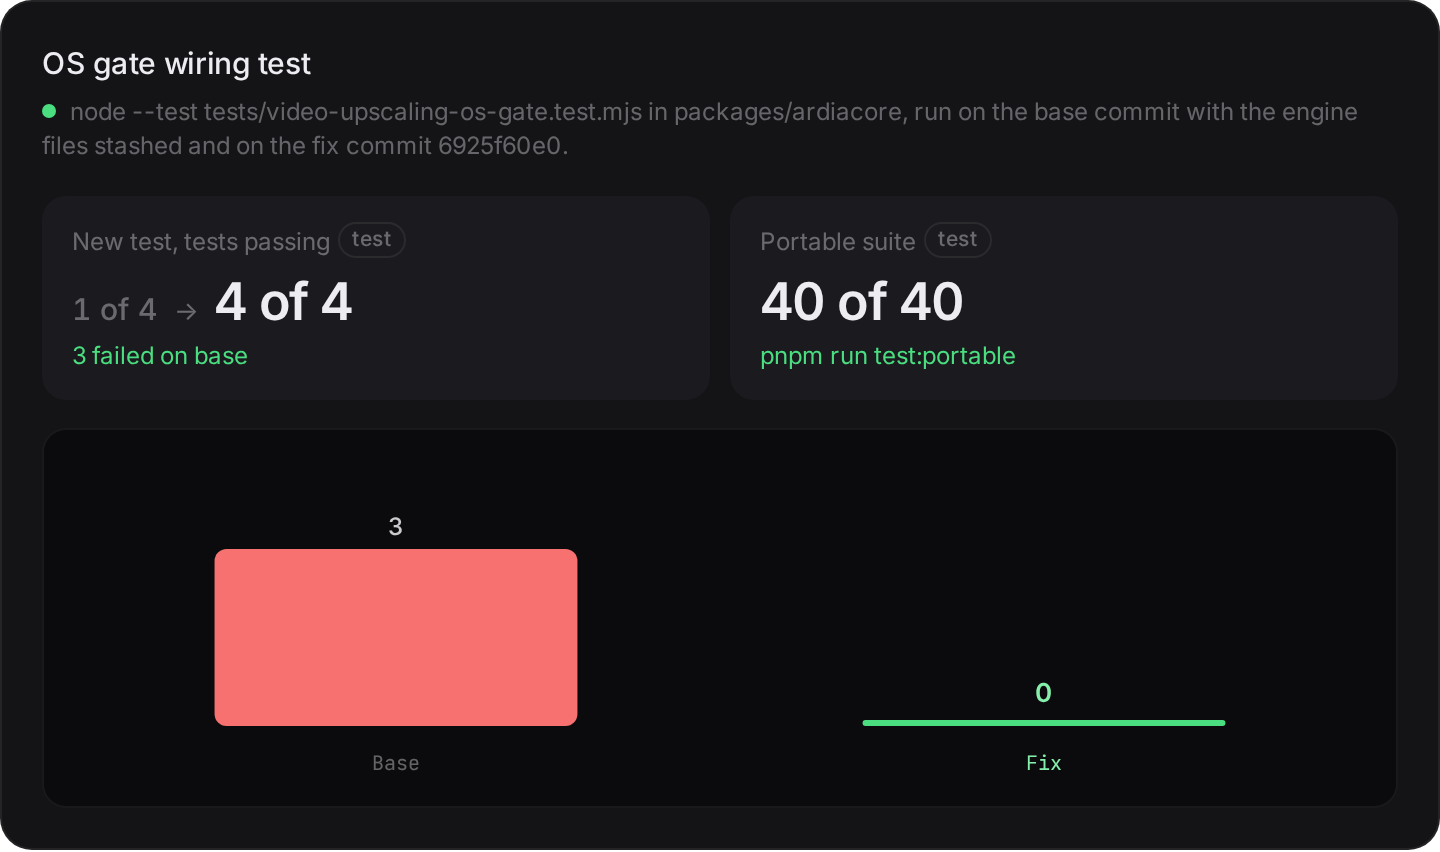 OS gate wiring test
node --test tests/video-upscaling-os-gate.test.mjs in packages/ardiacore, run on the base commit with the engine
files stashed and on the fix commit 6925f60e0.
New test, tests passing test
1 of 4 → 4 of 4
3 failed on base
Portable suite test
40 of 40
pnpm run test:portable
3
Base
0
Fix